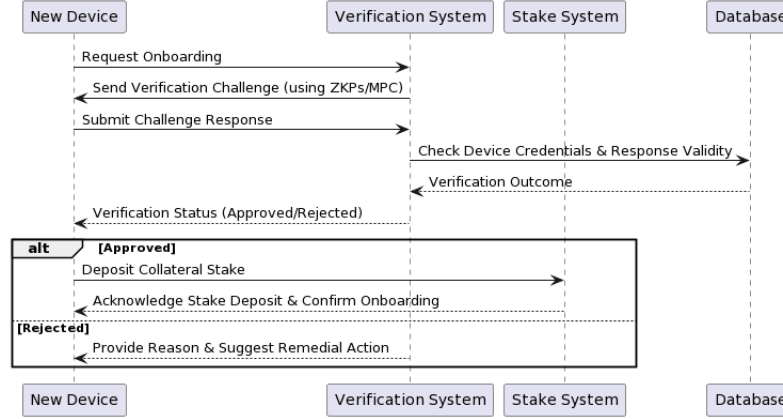 New Device Verification System Stake System Database
Request Onboarding
Send Verification Challenge (using ZKPs/MPC)
Submit Challenge Response
Check Device Credentials & Response Validity
Verification Outcome
Verification Status (Approved/Rejected)
alt [Approved]
Deposit Collateral Stake
Acknowledge Stake Deposit & Confirm Onboarding
[Rejected]
Provide Reason & Suggest Remedial Action
New Device Verification System Stake System Database